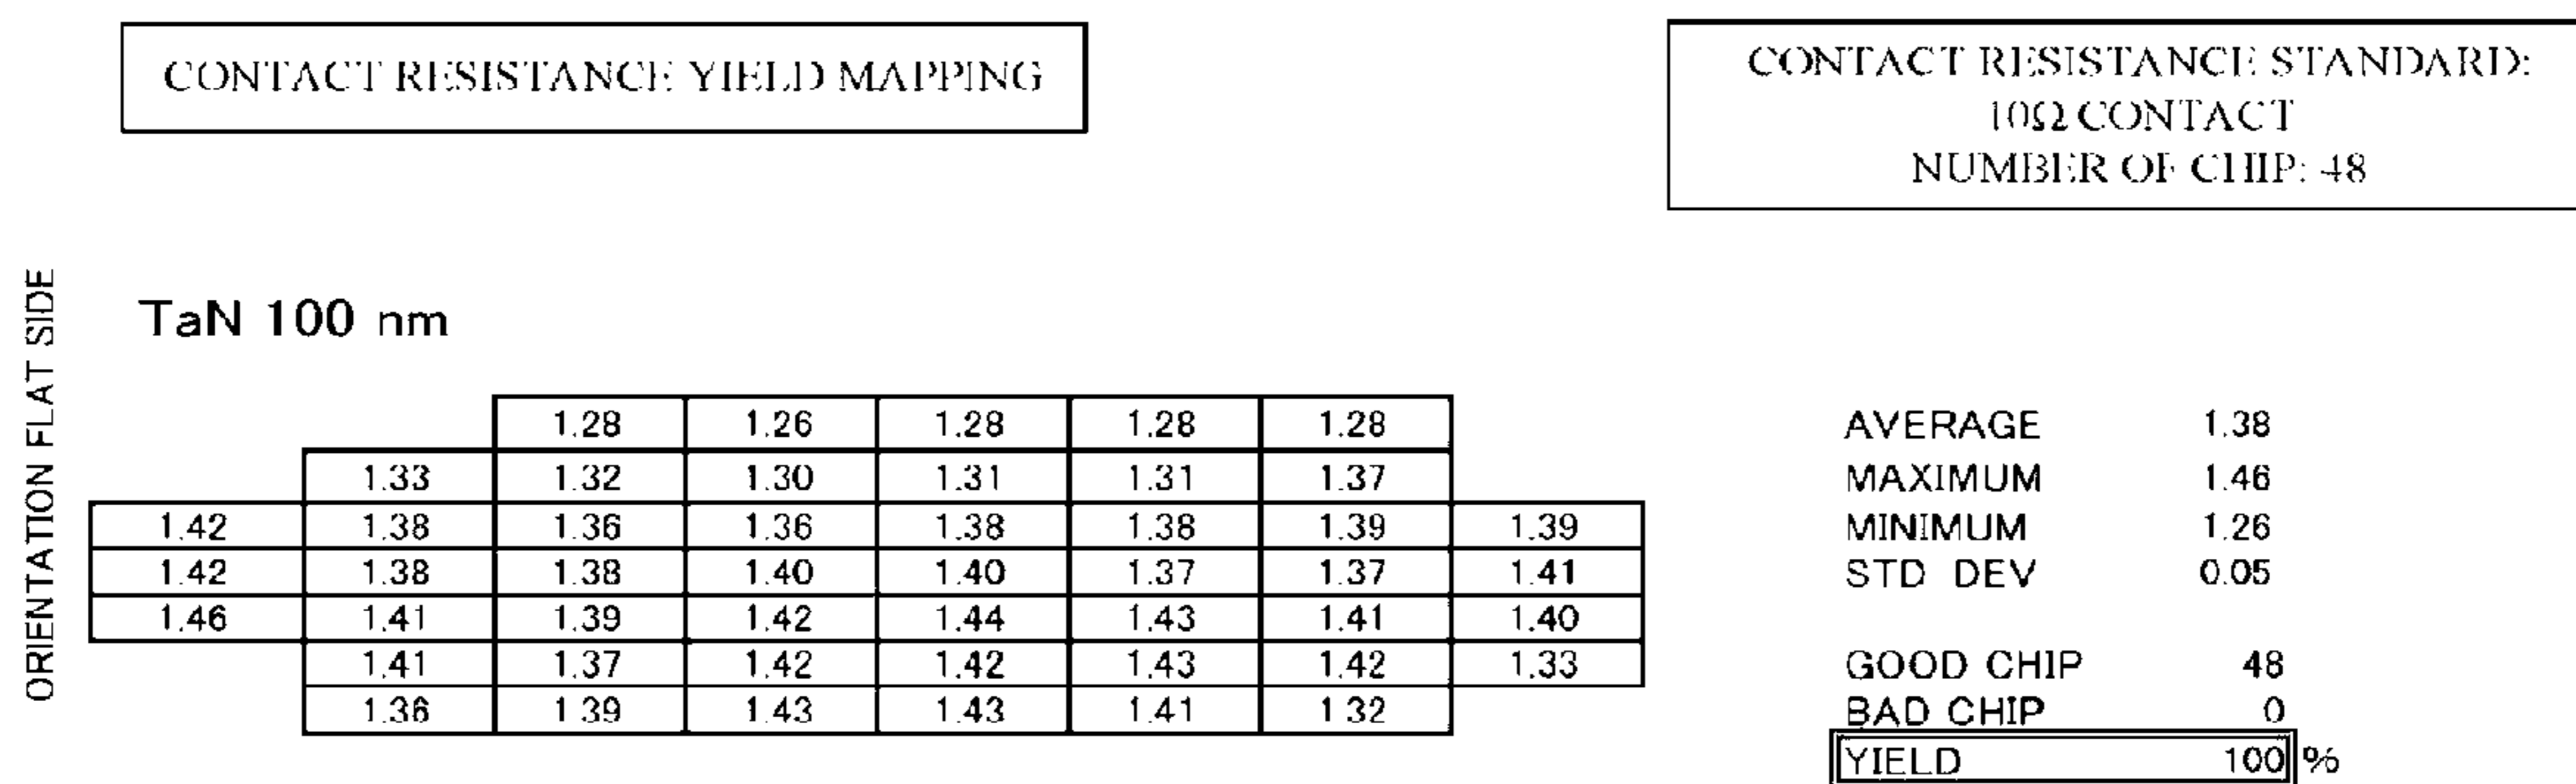 CONTACT RESISTANCE YIELD MAPPING
CONTACT RESISTANCE STANDARD:
10Ω CONTACT
NUMBER OF CHIP: 48
ORIENTATION FLAT SIDE
TaN 100 nm
1.28 1.26 1.28 1.28 1.28
1.33 1.32 1.30 1.31 1.31 1.37
1.42 1.38 1.36 1.36 1.38 1.38 1.39 1.39
1.42 1.38 1.38 1.40 1.40 1.37 1.37 1.41
1.46 1.41 1.39 1.42 1.44 1.43 1.41 1.40
1.41 1.37 1.42 1.42 1.43 1.42 1.33
1.36 1.39 1.43 1.43 1.41 1.32
AVERAGE 1.38
MAXIMUM 1.46
MINIMUM 1.26
STD DEV 0.05
GOOD CHIP 48
BAD CHIP 0
YIELD 100 %